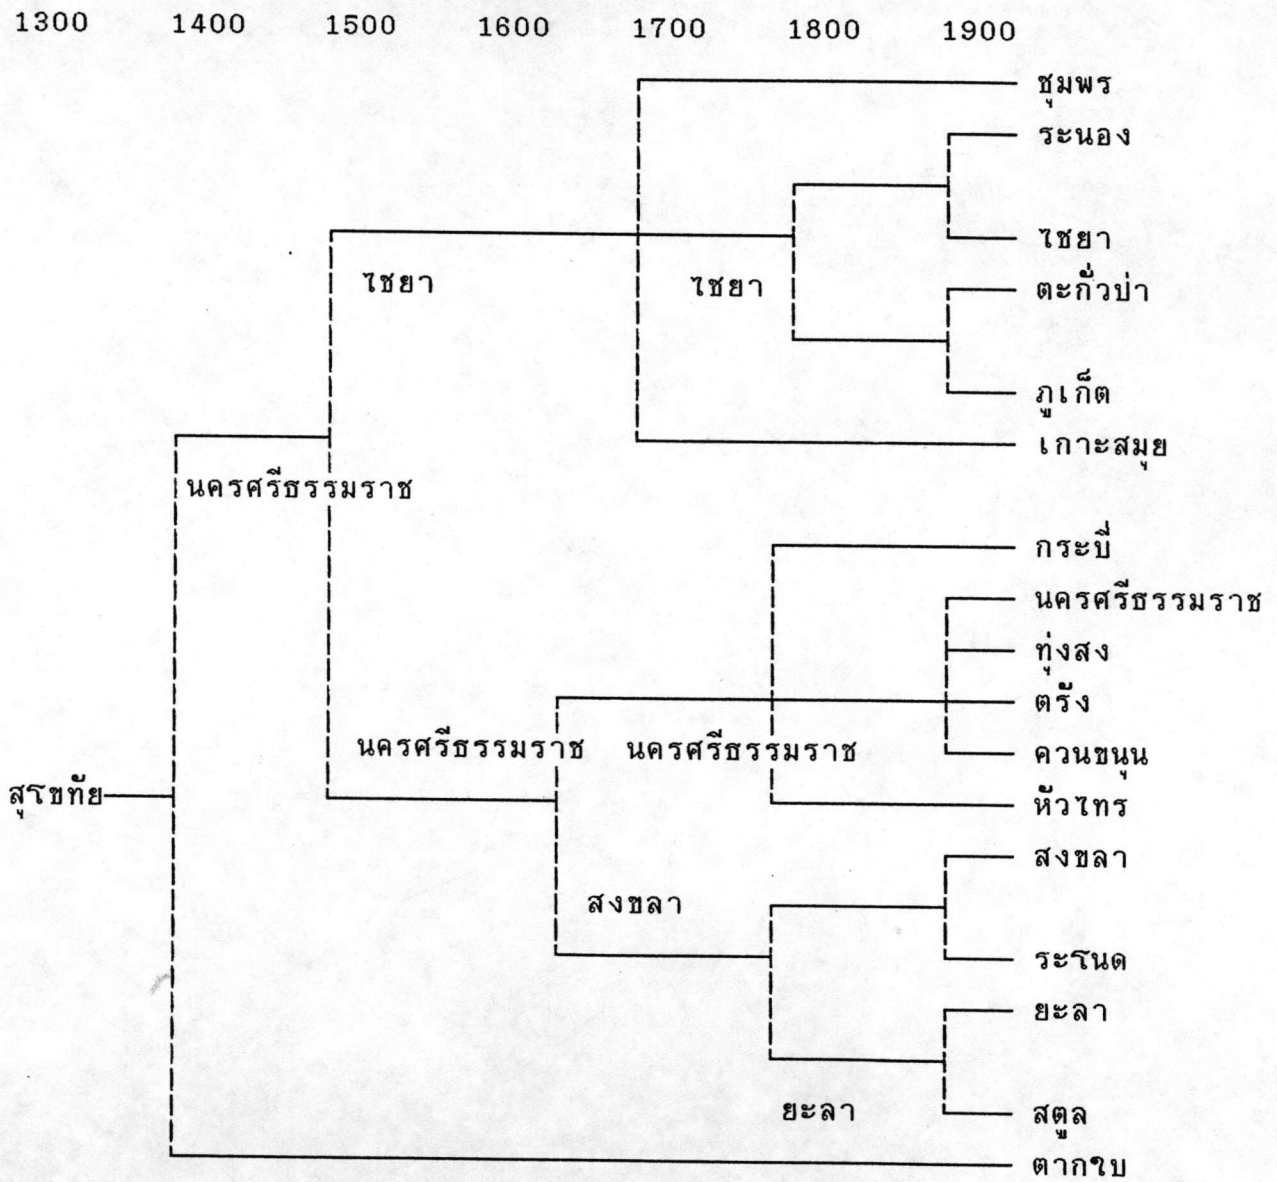 1300 1400 1500 1600 1700 1800 1900
ชุมพร
ระนอง
ไชยา
ไชยา ไชยา
ตะกั่วป่า
ภูเก็ต
เกาะสมุย
นครศรีธรรมราช
กระบี่
นครศรีธรรมราช
ทุ่งสง
ตรัง
นครศรีธรรมราช นครศรีธรรมราช
ควนขนุน
สุโขทัย
หัวไทร
สงขลา
สงขลา
ระโนด
ยะลา
ยะลา
สตูล
ตากใบ